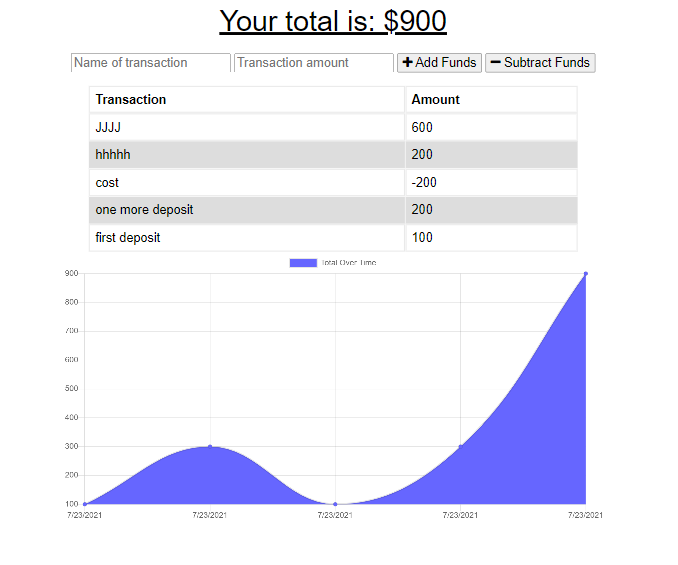 Your total is: $900
Name of transaction Transaction amount + Add Funds − Subtract Funds
Transaction Amount
JJJJ 600
hhhhh 200
cost -200
one more deposit 200
first deposit 100
Total Over Time
900
800
700
600
500
400
300
200
100
7/23/2021 7/23/2021 7/23/2021 7/23/2021 7/23/2021